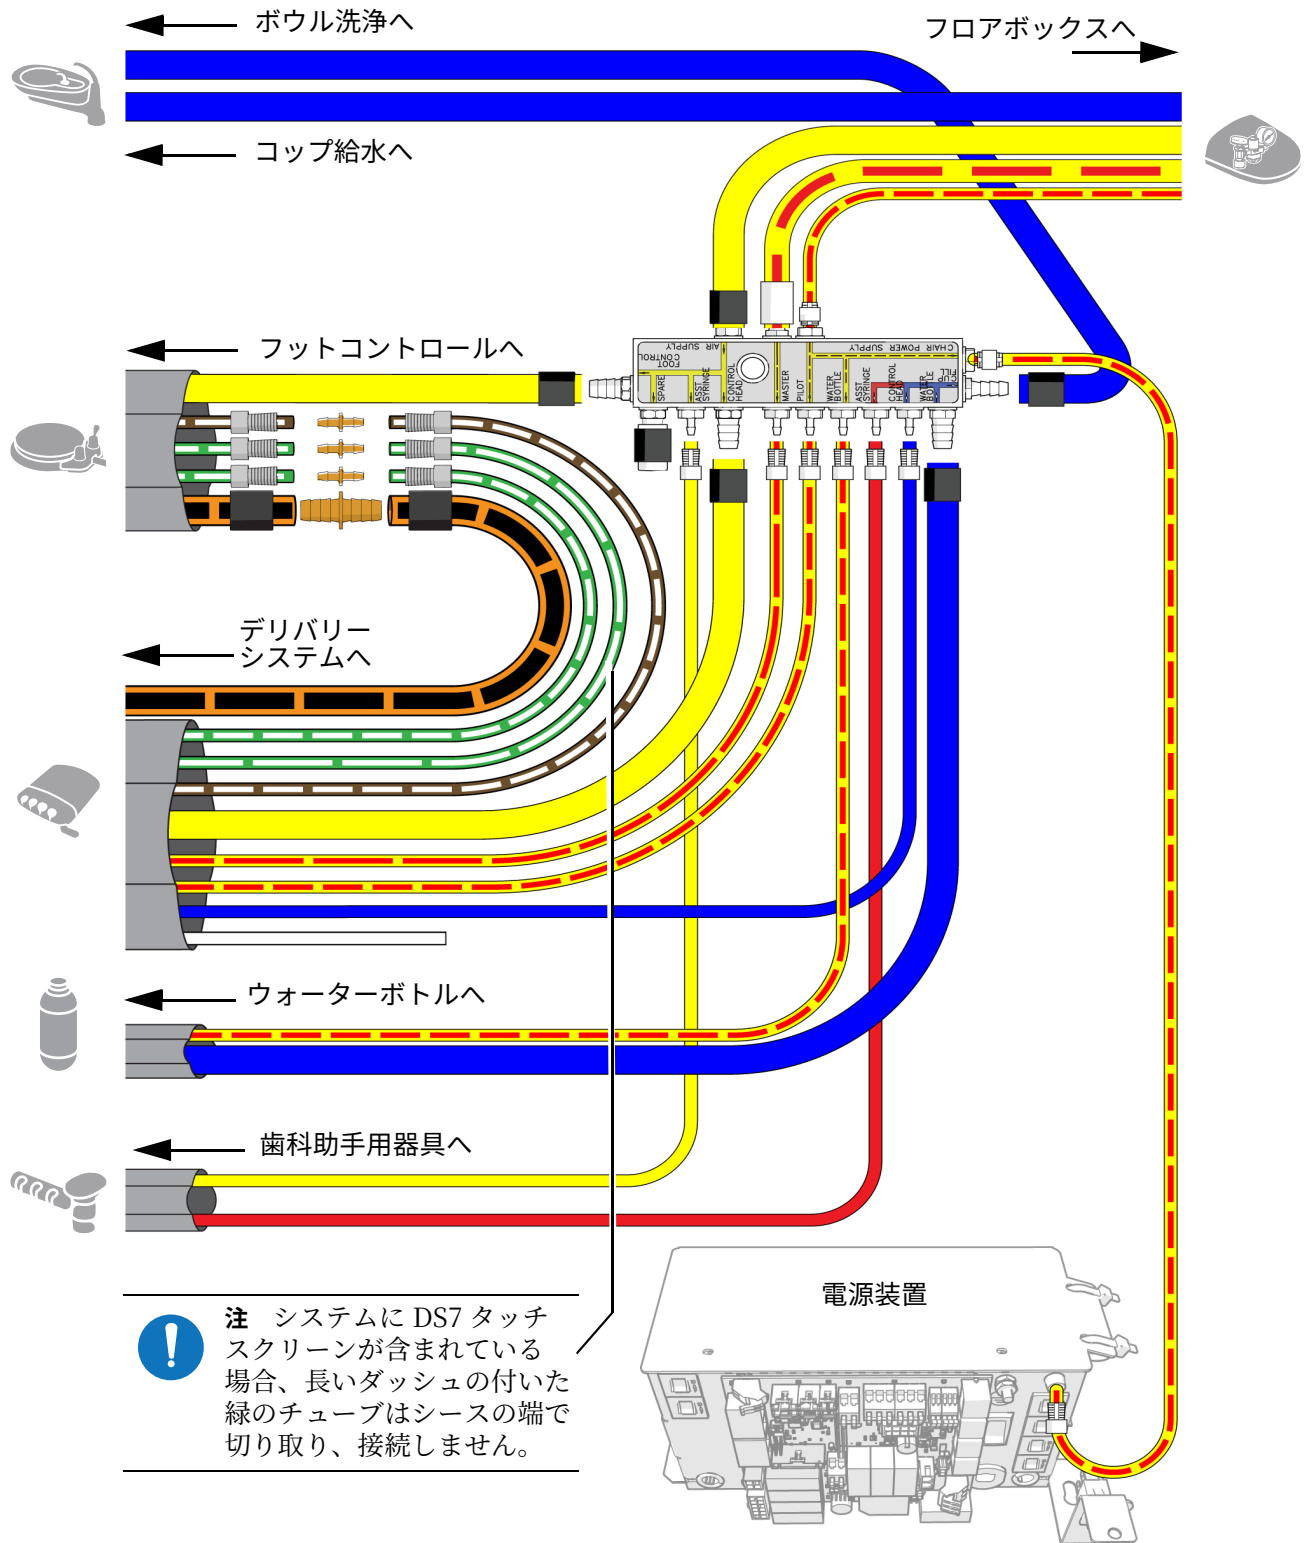 ボウル洗浄へ
フロアボックスへ
コップ給水へ
フットコントロールへ
AIR SUPPLY
FOOT
CONTROL
CHAIR POWER SUPPLY
SPARE
ASST
SYRINGE
CONTROL
HEAD
MASTER
PILOT
WATER
BOTTLE
ASST
SYRINGE
CONTROL
HEAD
WATER
BOTTLE
CUP
FILL
デリバリー
システムへ
ウォーターボトルへ
歯科助手用器具へ
電源装置
注 システムに DS7 タッチ
スクリーンが含まれている
場合、長いダッシュの付いた
緑のチューブはシースの端で
切り取り、接続しません。